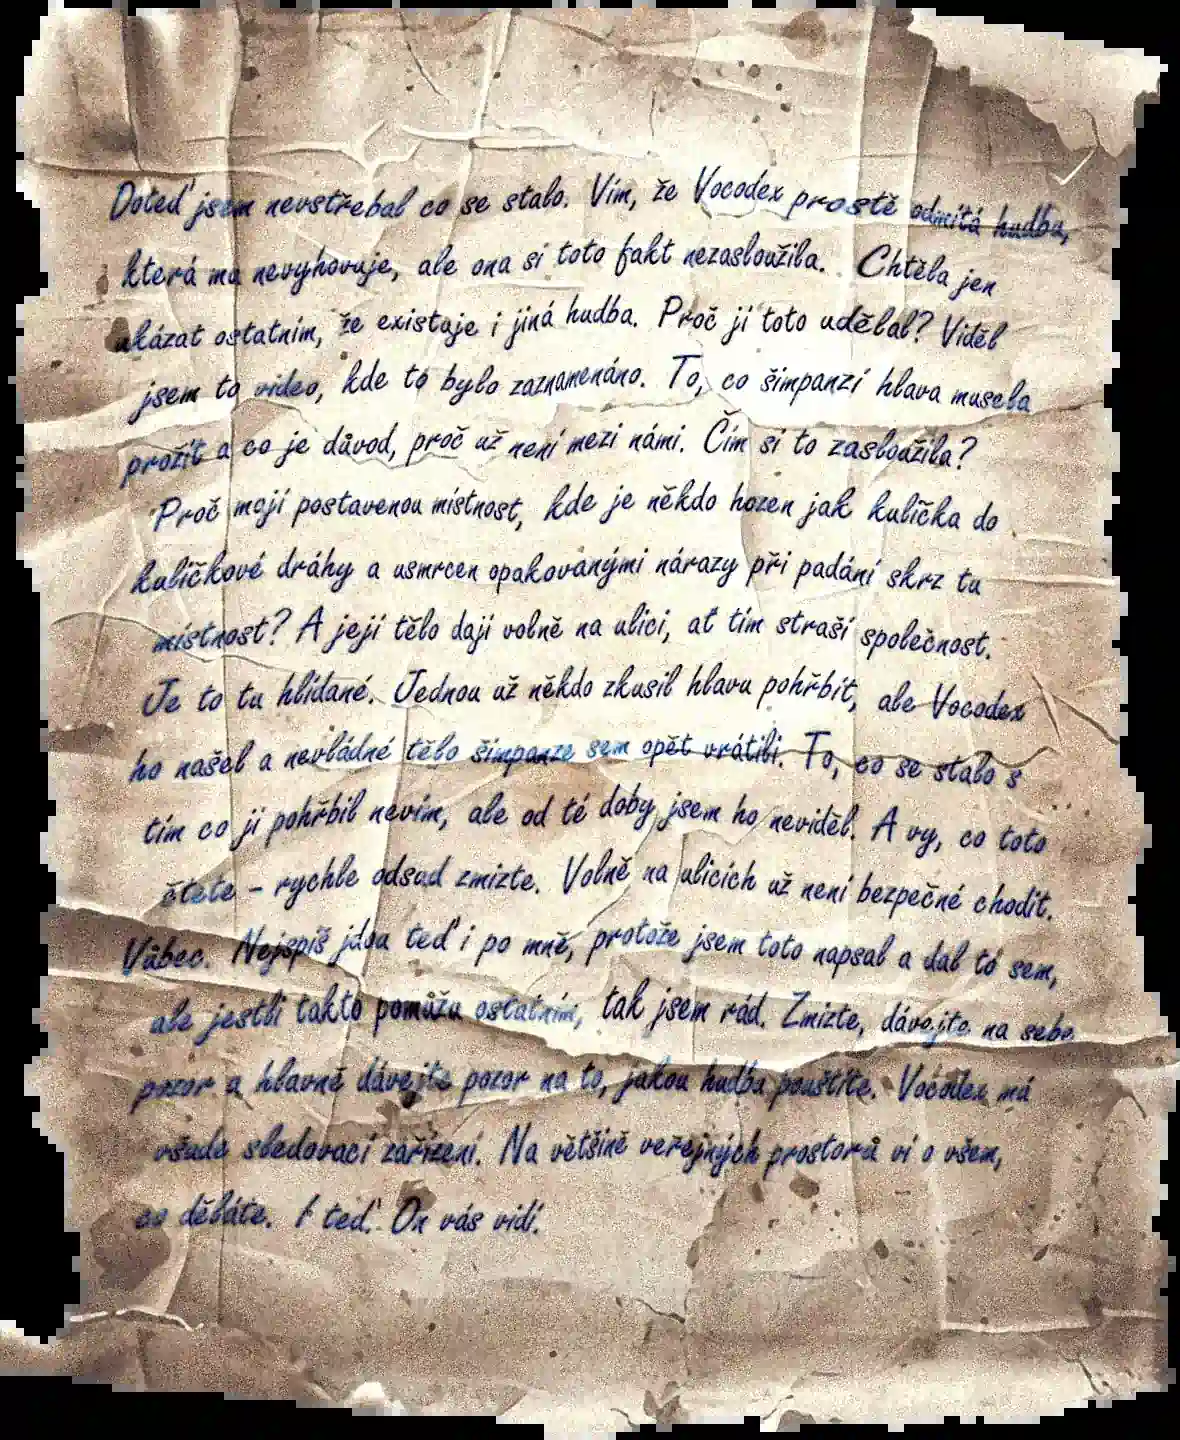 Doteď jsem nevstřebal co se stalo. Vím, že Vocodex prostě odmítá hudbu,
která mu nevyhovuje, ale ona si toto fakt nezasloužila. Chtěla jen
ukázat ostatním, že existuje i jiná hudba. Proč jí toto udělal? Viděl
jsem to video, kde to bylo zaznamenáno. To, co šimpanzí hlava musela
prožít a co je důvod, proč už není mezi námi. Čím si to zasloužila?
Proč mají postavenou místnost, kde je někdo hozen jak kulička do
kuličkové dráhy a usmrcen opakovanými nárazy při padání skrz tu
místnost? A její tělo dají volně na ulici, ať tím straší společnost.
Je to tu hlídané. Jednou už někdo zkusil hlavu pohřbít, ale Vocodex
ho našel a nevládné tělo šimpanze sem opět vrátili. To, co se stalo s
tím co jí pohřbil nevím, ale od té doby jsem ho neviděl. A vy, co toto
čtete – rychle odsud zmizte. Volně na ulicích už není bezpečné chodit.
Vůbec. Nejspíš jdou teď i po mně, protože jsem toto napsal a dal to sem,
ale jestli takto pomůžu ostatním, tak jsem rád. Zmizte, dávejte na sebe
pozor a hlavně dávejte pozor na to, jakou hudbu pouštíte. Vocodex má
všude sledovací zařízení. Na většině veřejných prostorů ví o všem,
co děláte. I teď. On vás vidí.